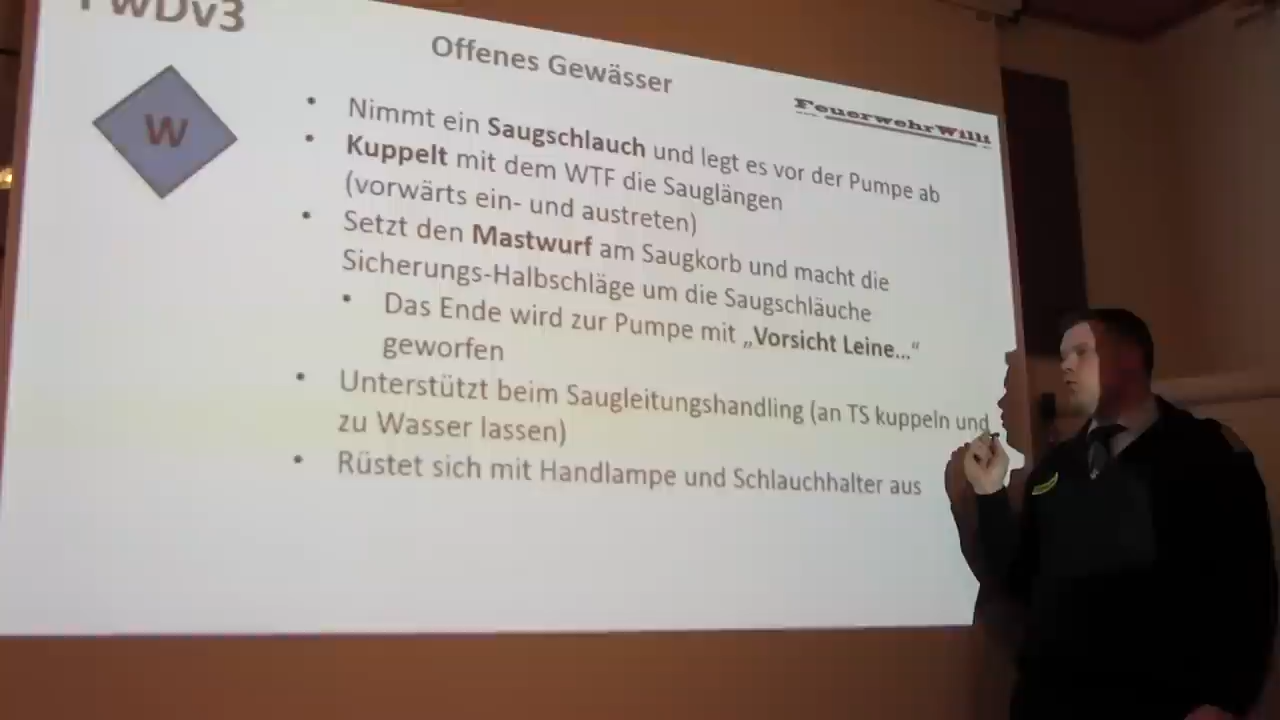 FwDv3
Offenes Gewässer
FeuerwehrWilli
W
Nimmt ein Saugschlauch und legt es vor der Pumpe ab
Kuppelt mit dem WTF die Sauglängen
(vorwärts ein- und austreten)
Setzt den Mastwurf am Saugkorb und macht die
Sicherungs-Halbschläge um die Saugschläuche
Das Ende wird zur Pumpe mit „Vorsicht Leine...“
geworfen
Unterstützt beim Saugleitungshandling (an TS kuppeln und
zu Wasser lassen)
Rüstet sich mit Handlampe und Schlauchhalter aus